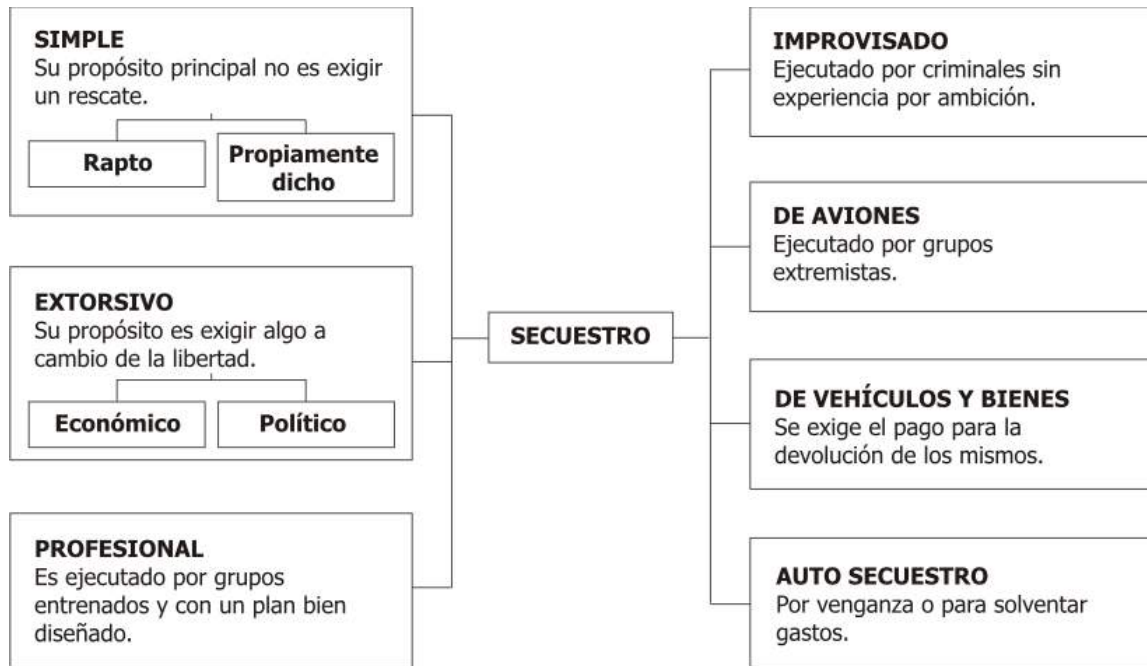 SIMPLE
Su propósito principal no es exigir
un rescate.
Rapto
Propiamente
dicho
EXTORSIVO
Su propósito es exigir algo a
cambio de la libertad.
Económico
Político
PROFESIONAL
Es ejecutado por grupos
entrenados y con un plan bien
diseñado.
SECUESTRO
IMPROVISADO
Ejecutado por criminales sin
experiencia por ambición.
DE AVIONES
Ejecutado por grupos
extremistas.
DE VEHÍCULOS Y BIENES
Se exige el pago para la
devolución de los mismos.
AUTO SECUESTRO
Por venganza o para solventar
gastos.